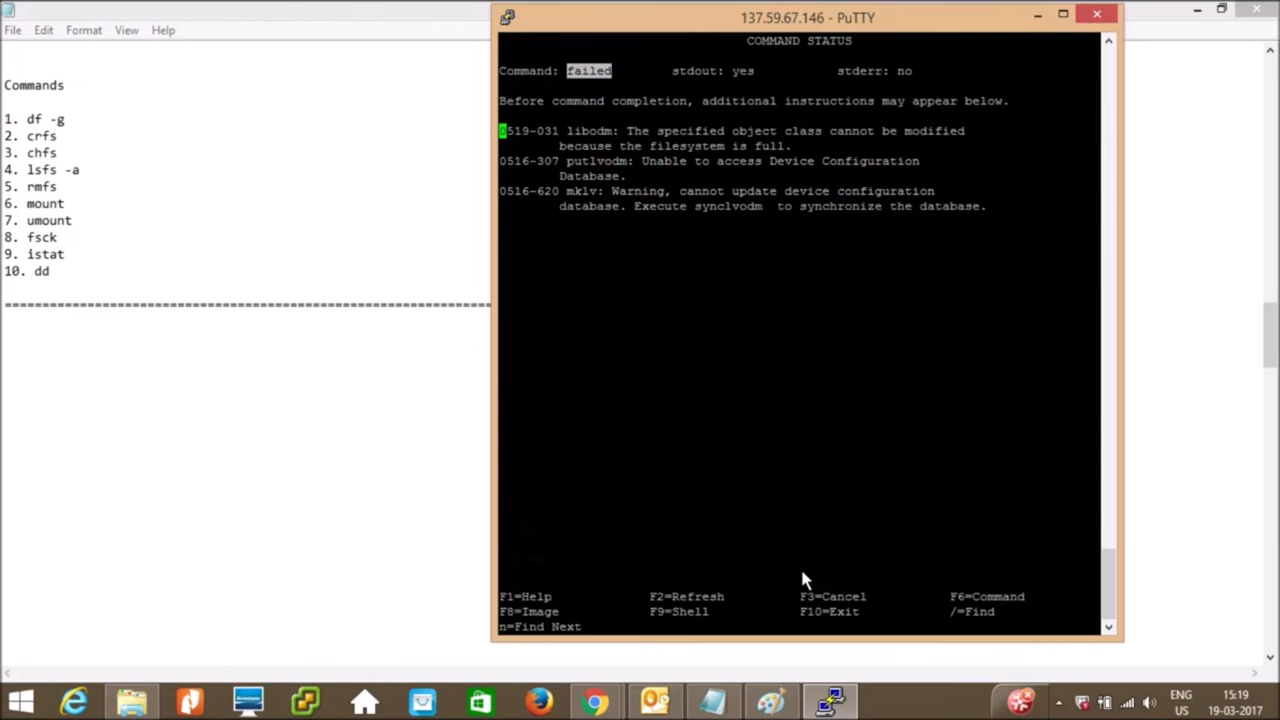 137.59.67.146 - PuTTY
File Edit Format View Help
Commands
1. df -g
2. crfs
3. chfs
4. lsfs -a
5. rmfs
6. mount
7. umount
8. fsck
9. istat
10. dd
==================================================================
COMMAND STATUS
Command: failed stdout: yes stderr: no
Before command completion, additional instructions may appear below.
0519-031 libodm: The specified object class cannot be modified
because the filesystem is full.
0516-307 putlvodm: Unable to access Device Configuration
Database.
0516-620 mklv: Warning, cannot update device configuration
database. Execute synclvodm to synchronize the database.
F1=Help F2=Refresh F3=Cancel F6=Command
F8=Image F9=Shell F10=Exit /=Find
n=Find Next
ENG 15:19
US 19-03-2017